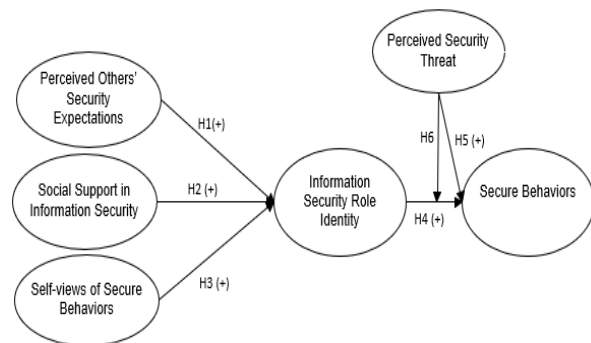 Perceived Security
Threat
Perceived Others'
Security
Expectations
H1(+)
H6
H5 (+)
Social Support in
Information Security
H2 (+)
Information
Security Role
Identity
H4 (+)
Secure Behaviors
H3 (+)
Self-views of Secure
Behaviors